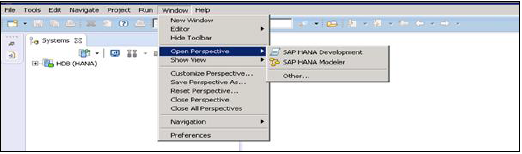 File Tools Edit Navigate Project Run Window Help
New Window
Editor
Hide Toolbar
Systems
Open Perspective
SAP HANA Development
HDB (HANA)
Show View
SAP HANA Modeler
Customize Perspective...
Other...
Save Perspective As...
Reset Perspective...
Close Perspective
Close All Perspectives
Navigation
Preferences